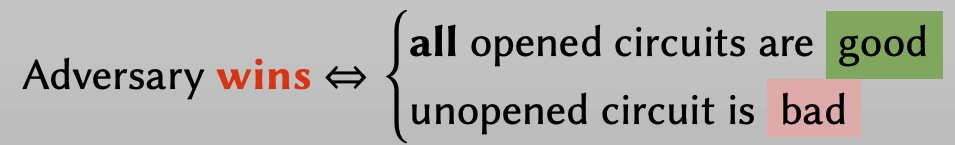 Adversary wins ⇔
all opened circuits are good
unopened circuit is bad